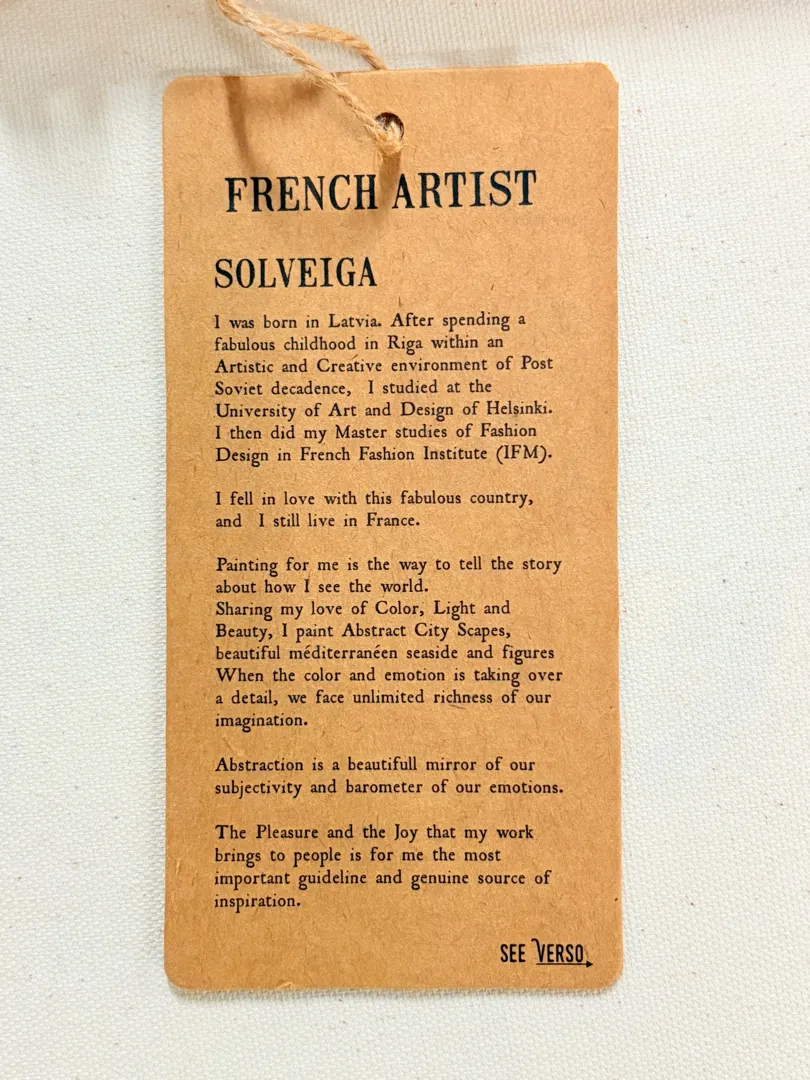 FRENCH ARTIST
SOLVEIGA
I was born in Latvia. After spending a
fabulous childhood in Riga within an
Artistic and Creative environment of Post
Soviet decadence, I studied at the
University of Art and Design of Helsinki.
I then did my Master studies of Fashion
Design in French Fashion Institute (IFM).
I fell in love with this fabulous country,
and I still live in France.
Painting for me is the way to tell the story
about how I see the world.
Sharing my love of Color, Light and
Beauty, I paint Abstract City Scapes,
beautiful méditerranéen seaside and figures
When the color and emotion is taking over
a detail, we face unlimited richness of our
imagination.
Abstraction is a beautifull mirror of our
subjectivity and barometer of our emotions.
The Pleasure and the Joy that my work
brings to people is for me the most
important guideline and genuine source of
inspiration.
SEE VERSO